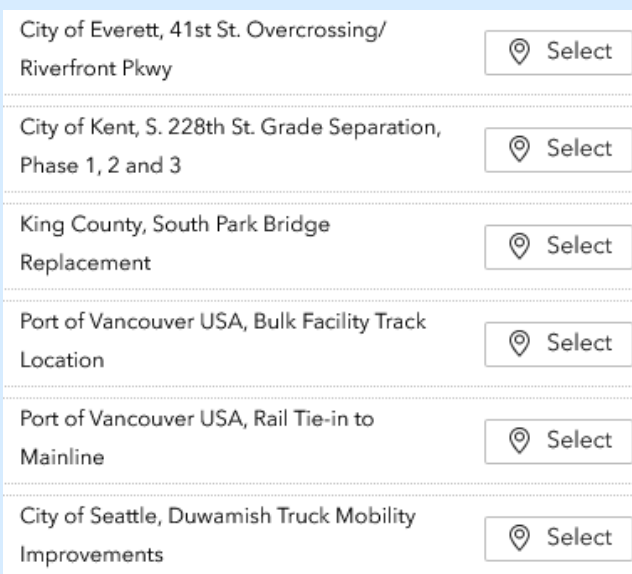 City of Everett, 41st St. Overcrossing/
Riverfront Pkwy
Select
City of Kent, S. 228th St. Grade Separation,
Phase 1, 2 and 3
Select
King County, South Park Bridge
Replacement
Select
Port of Vancouver USA, Bulk Facility Track
Location
Select
Port of Vancouver USA, Rail Tie-in to
Mainline
Select
City of Seattle, Duwamish Truck Mobility
Improvements
Select